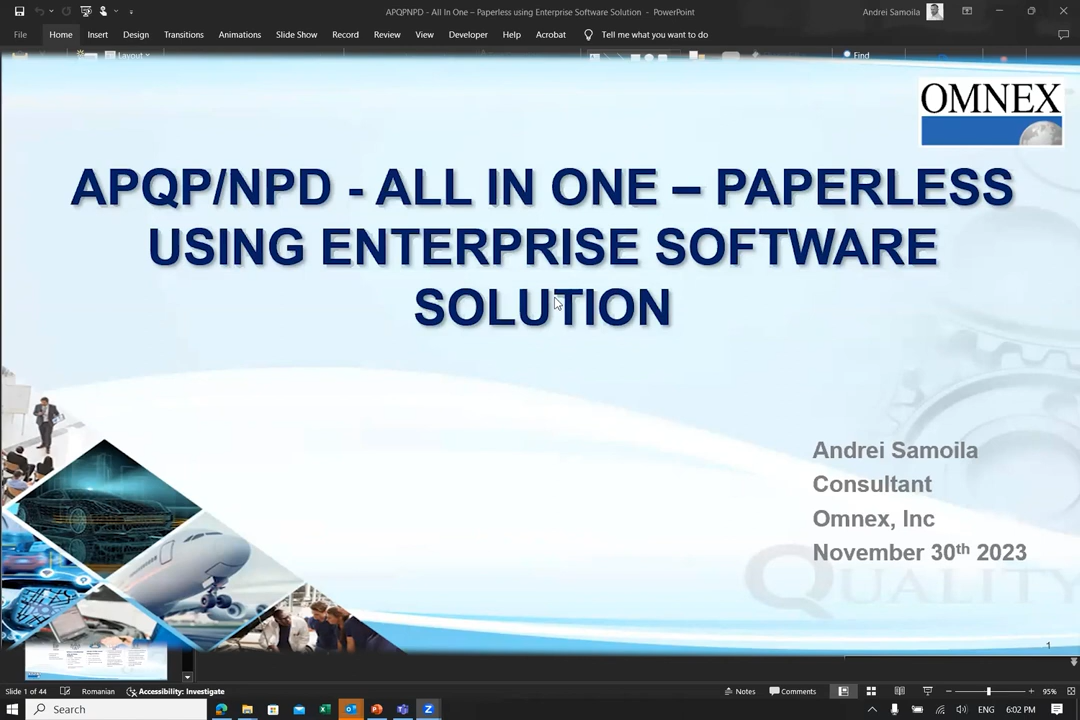 APQPNPD - All In One – Paperless using Enterprise Software Solution - PowerPoint
Andrei Samoila
File Home Insert Design Transitions Animations Slide Show Record Review View Developer Help Acrobat Tell me what you want to do
Layout
Find
OMNEX
APQP/NPD - ALL IN ONE – PAPERLESS
USING ENTERPRISE SOFTWARE
SOLUTION
Andrei Samoila
Consultant
Omnex, Inc
November 30th 2023
QUALITY
1
Slide 1 of 44 Romanian Accessibility: Investigate Notes Comments 95%
Search ENG 6:02 PM